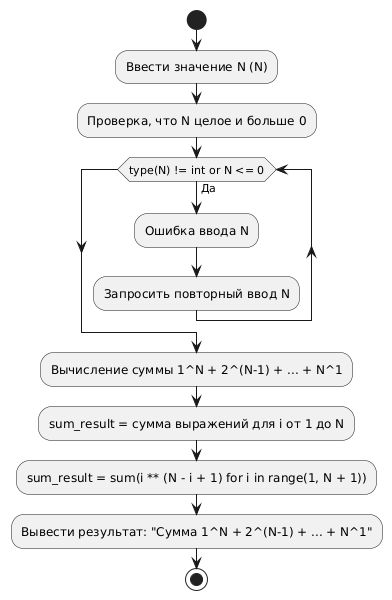 Ввести значение N (N)
Проверка, что N целое и больше 0
type(N) != int or N <= 0
Да
Ошибка ввода N
Запросить повторный ввод N
Вычисление суммы 1^N + 2^(N-1) + ... + N^1
sum_result = сумма выражений для i от 1 до N
sum_result = sum(i ** (N - i + 1) for i in range(1, N + 1))
Вывести результат: "Сумма 1^N + 2^(N-1) + ... + N^1"